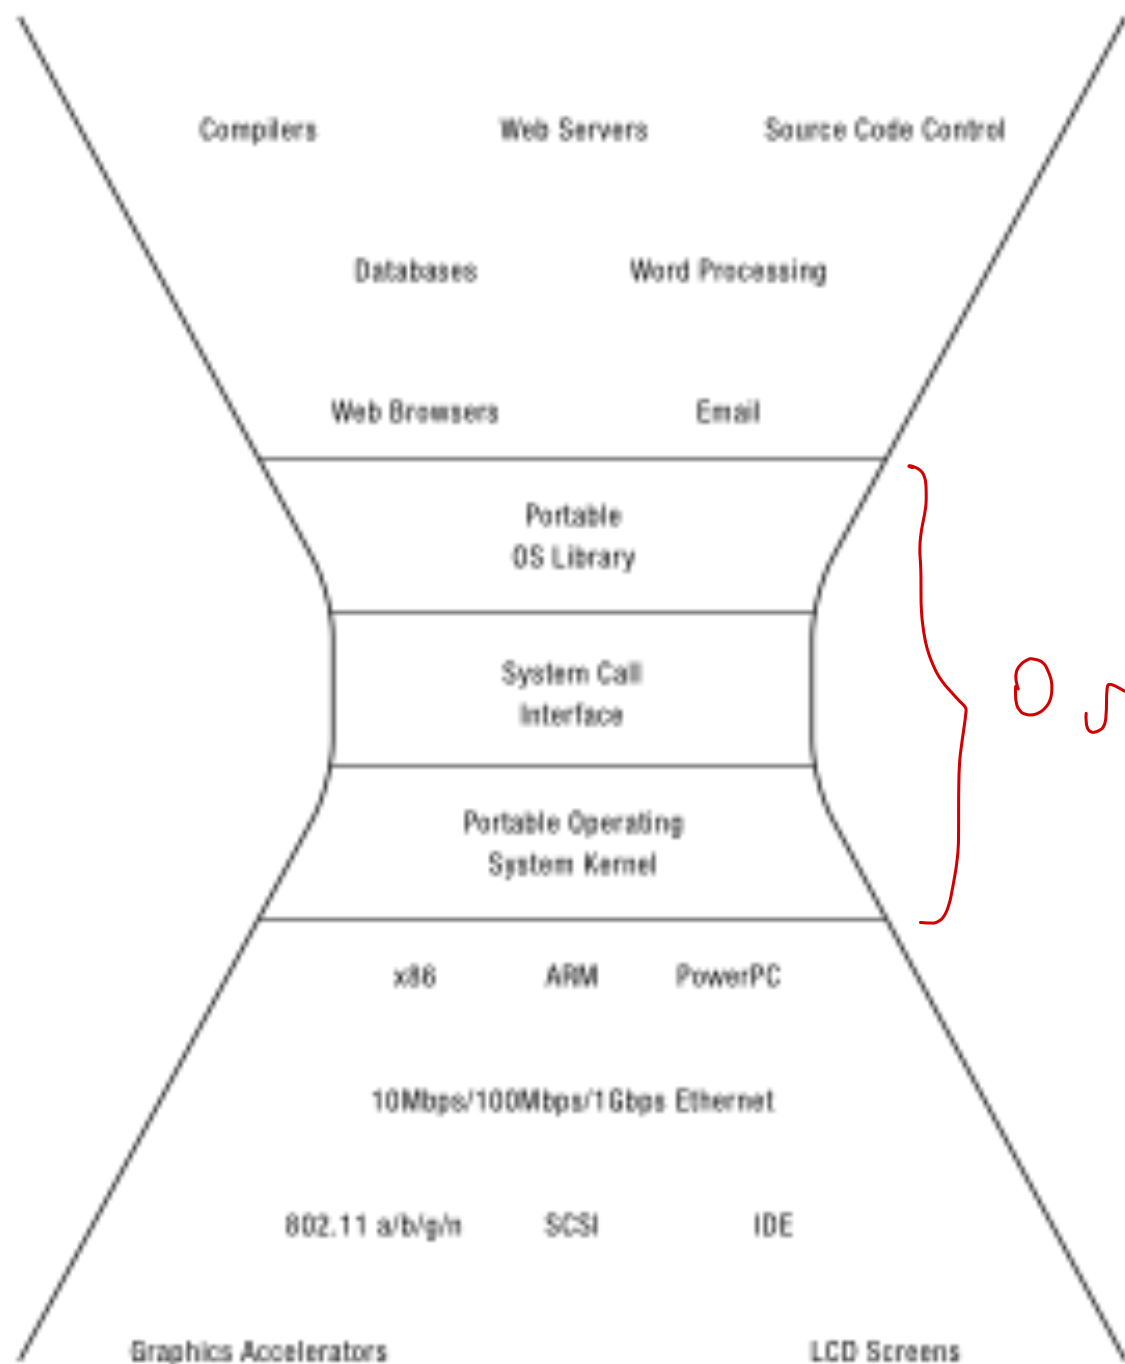 Compilers Web Servers Source Code Control
Databases Word Processing
Web Browsers Email
Portable
OS Library
System Call
Interface
OS
Portable Operating
System Kernel
x86 ARM PowerPC
10Mbps/100Mbps/1Gbps Ethernet
802.11 a/b/g/n SCSI IDE
Graphics Accelerators LCD Screens